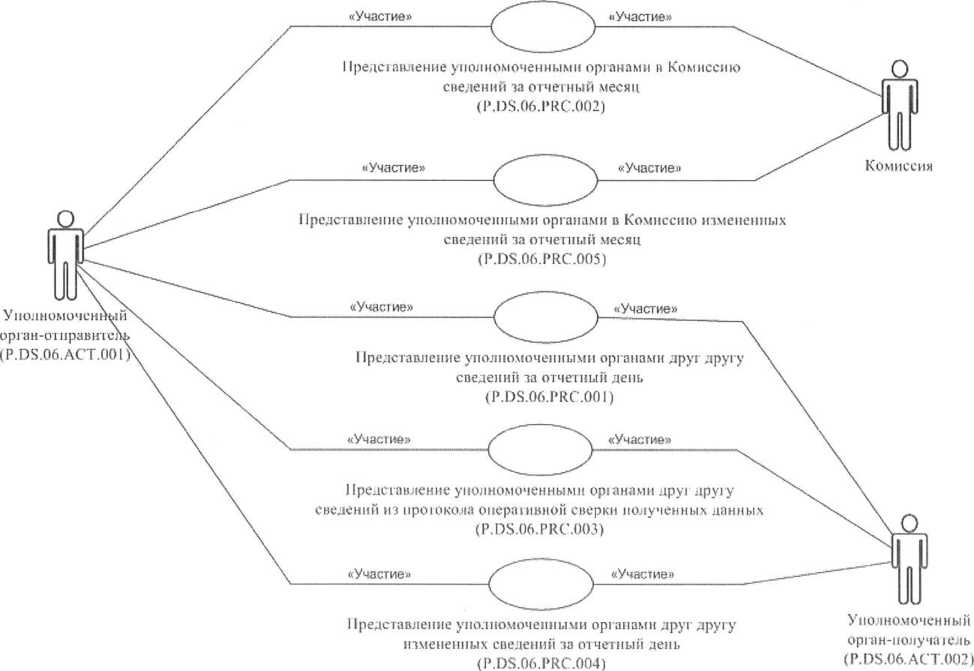 «Участие» «Участие»
Представление уполномоченными органами в Комиссию
сведений за отчетный месяц
(P.DS.06.PRC.002)
Комиссия
«Участие» «Участие»
Представление уполномоченными органами в Комиссию измененных
сведений за отчетный месяц
(P.DS.06.PRC.005)
Уполномоченный
орган-отправитель
(P.DS.06.ACT.001)
«Участие» «Участие»
Представление уполномоченными органами друг другу
сведений за отчетный день
(P.DS.06.PRC.001)
«Участие» «Участие»
Представление уполномоченными органами друг другу
сведений из протокола оперативной сверки полученных данных
(P.DS.06.PRC.003)
«Участие» «Участие»
Представление уполномоченными органами друг другу
измененных сведений за отчетный день
(P.DS.06.PRC.004)
Уполномоченный
орган-получатель
(P.DS.06.ACT.002)